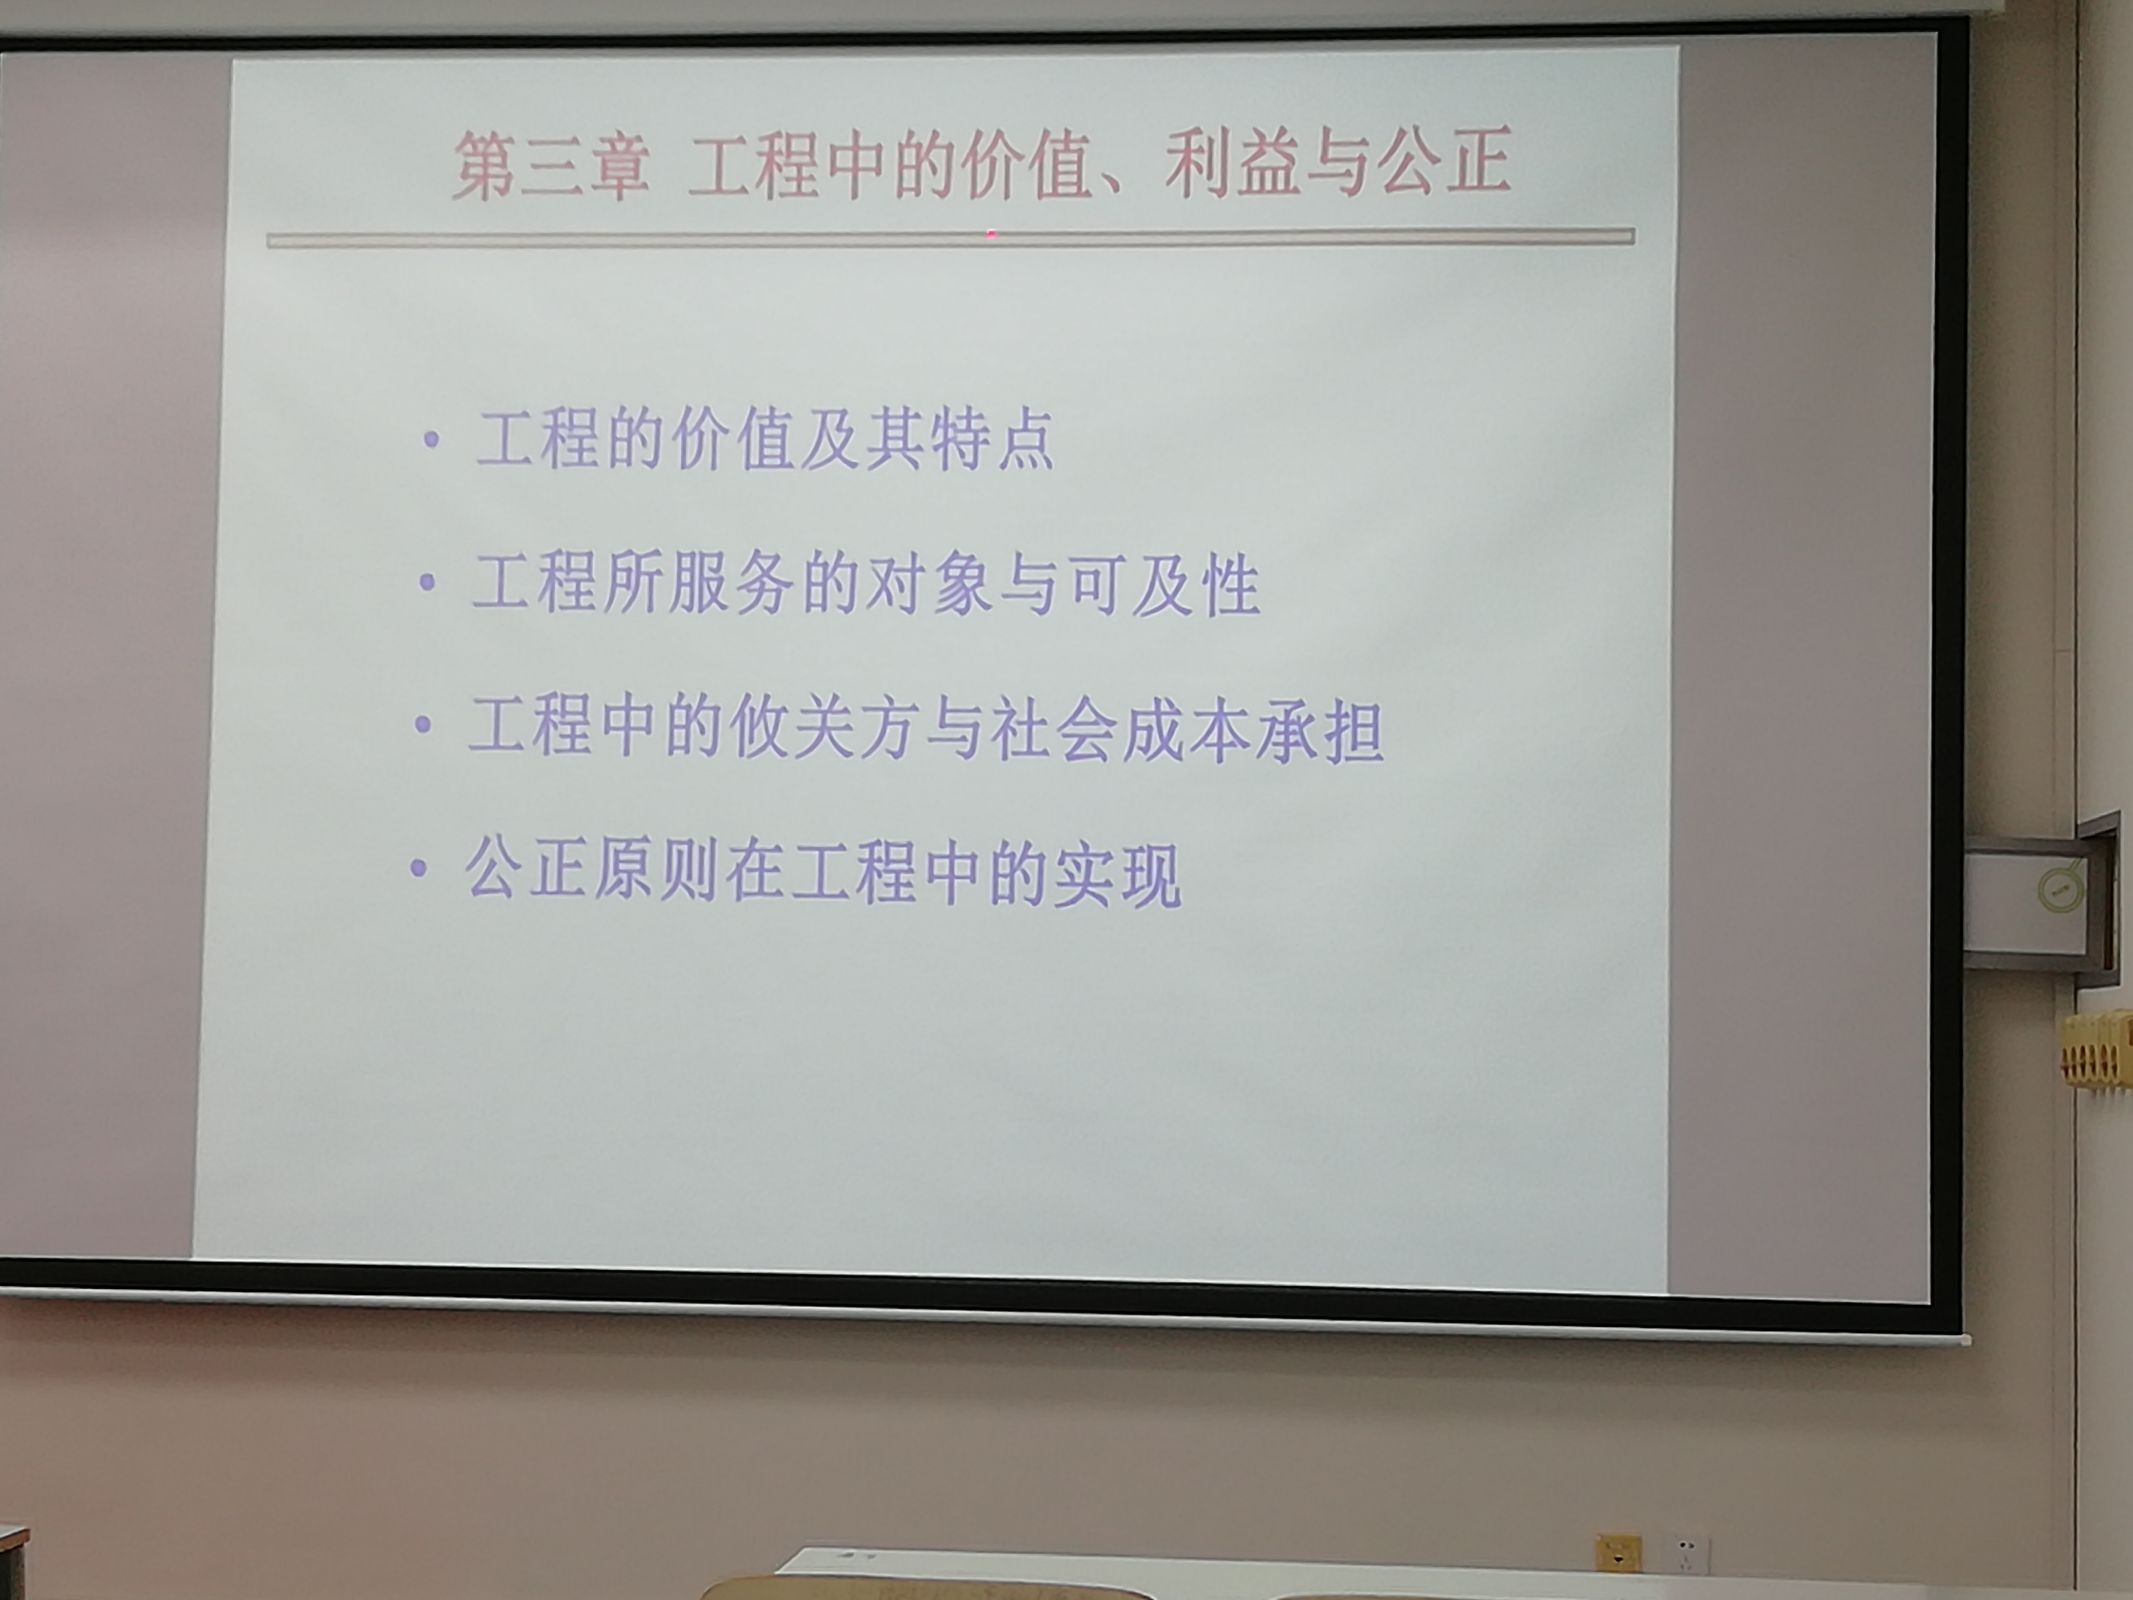 第三章 工程中的价值、利益与公正
• 工程的价值及其特点
• 工程所服务的对象与可及性
• 工程中的攸关方与社会成本承担
• 公正原则在工程中的实现